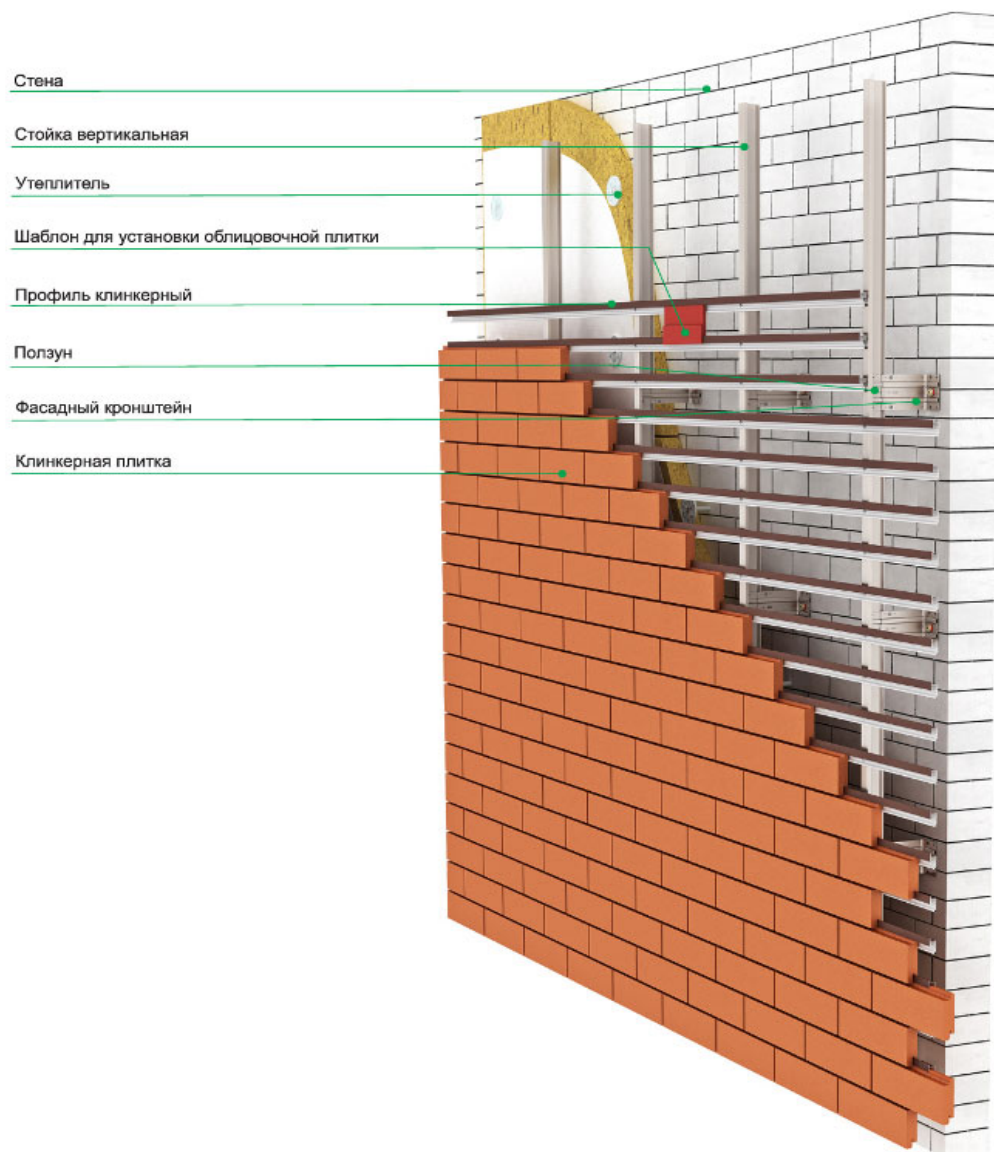 Стена
Стойка вертикальная
Утеплитель
Шаблон для установки облицовочной плитки
Профиль клинкерный
Ползун
Фасадный кронштейн
Клинкерная плитка